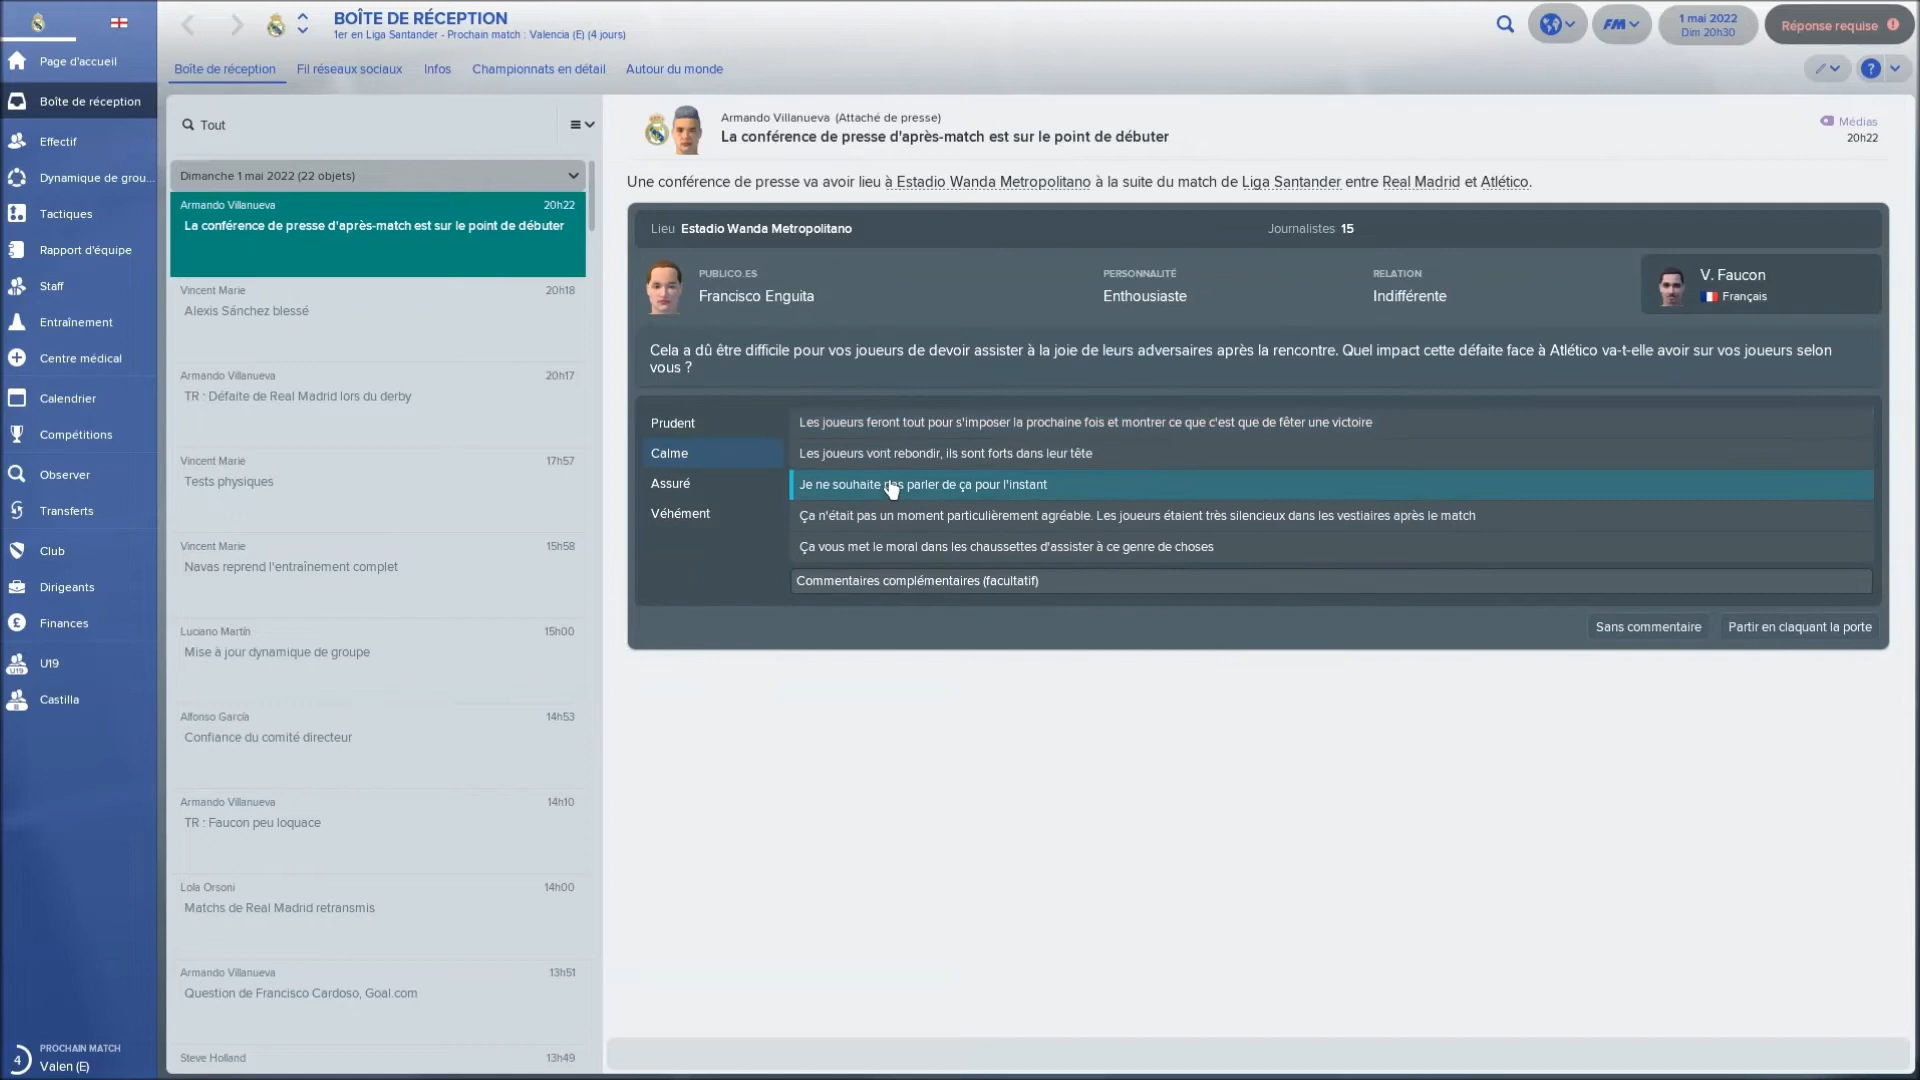 BOÎTE DE RÉCEPTION
1er en Liga Santander - Prochain match : Valencia (E) (4 jours)
FM
1 mai 2022
Dim 20h30
Réponse requise
Page d'accueil
Boîte de réception
Effectif
Dynamique de grou...
Tactiques
Rapport d'équipe
Staff
Entraînement
Centre médical
Calendrier
Compétitions
Observer
Transferts
Club
Dirigeants
Finances
U19
Castilla
4
PROCHAIN MATCH
Valen (E)
Boîte de réception
Fil réseaux sociaux
Infos
Championnats en détail
Autour du monde
?
Tout
Dimanche 1 mai 2022 (22 objets)
Armando Villanueva 20h22
La conférence de presse d'après-match est sur le point de débuter
Vincent Marie 20h18
Alexis Sánchez blessé
Armando Villanueva 20h17
TR : Défaite de Real Madrid lors du derby
Vincent Marie 17h57
Tests physiques
Vincent Marie 15h58
Navas reprend l'entraînement complet
Luciano Martín 15h00
Mise à jour dynamique de groupe
Alfonso García 14h53
Confiance du comité directeur
Armando Villanueva 14h10
TR : Faucon peu loquace
Lola Orsoni 14h00
Matchs de Real Madrid retransmis
Armando Villanueva 13h51
Question de Francisco Cardoso, Goal.com
Steve Holland 13h49
Armando Villanueva (Attaché de presse)
La conférence de presse d'après-match est sur le point de débuter
Médias
20h22
Une conférence de presse va avoir lieu à Estadio Wanda Metropolitano à la suite du match de Liga Santander entre Real Madrid et Atlético.
Lieu Estadio Wanda Metropolitano
Journalistes 15
PUBLICO.ES
Francisco Enguita
PERSONNALITÉ
Enthousiaste
RELATION
Indifférente
V. Faucon
Français
Cela a dû être difficile pour vos joueurs de devoir assister à la joie de leurs adversaires après la rencontre. Quel impact cette défaite face à Atlético va-t-elle avoir sur vos joueurs selon
vous ?
Prudent
Calme
Assuré
Véhément
Les joueurs feront tout pour s'imposer la prochaine fois et montrer ce que c'est que de fêter une victoire
Les joueurs vont rebondir, ils sont forts dans leur tête
Je ne souhaite pas parler de ça pour l'instant
Ça n'était pas un moment particulièrement agréable. Les joueurs étaient très silencieux dans les vestiaires après le match
Ça vous met le moral dans les chaussettes d'assister à ce genre de choses
Commentaires complémentaires (facultatif)
Sans commentaire
Partir en claquant la porte